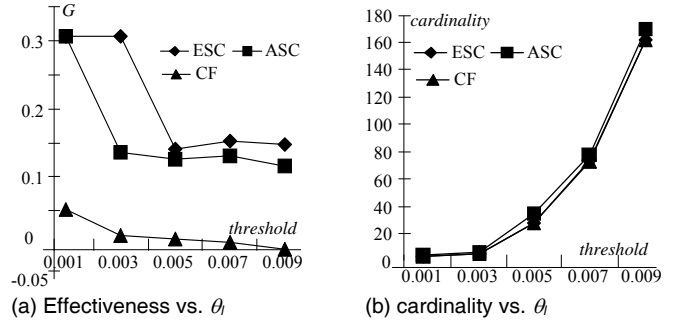 G
0.3
0.2
0.1
0
-0.05
ESC ASC
CF
threshold
0.001 0.003 0.005 0.007 0.009
(a) Effectiveness vs. θl
180
160
140
120
100
80
60
40
20
0
cardinality
ESC ASC
CF
threshold
0.001 0.003 0.005 0.007 0.009
(b) cardinality vs. θl